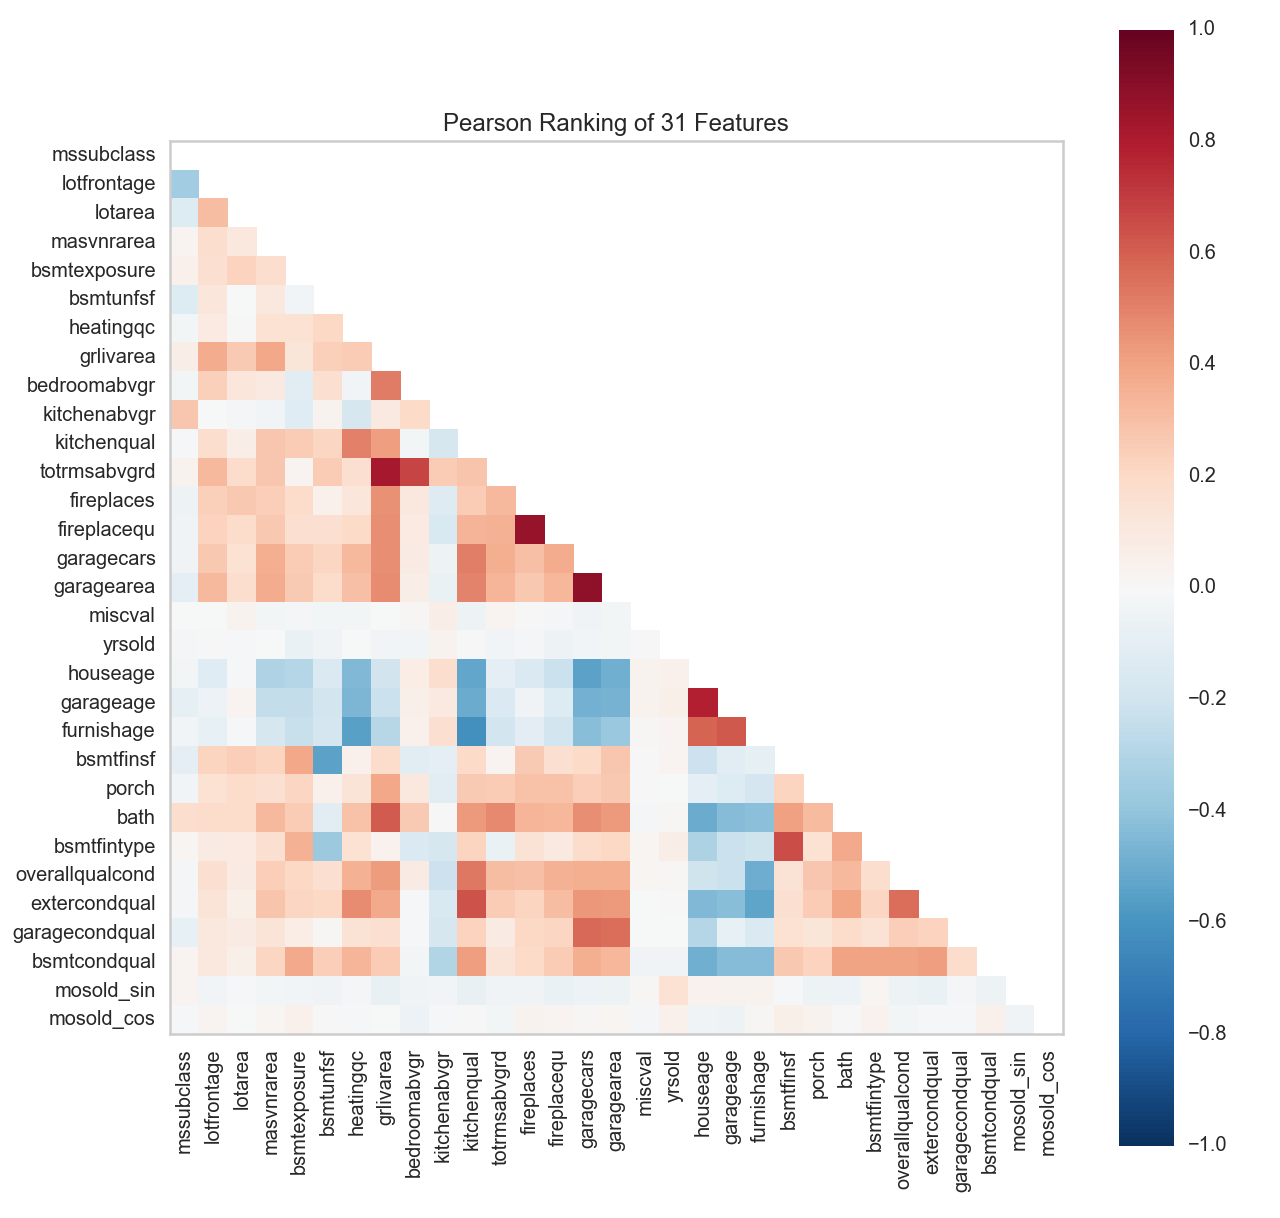 Pearson Ranking of 31 Features
mssubclass
lotfrontage
lotarea
masvnrarea
bsmtexposure
bsmtunfsf
heatingqc
grlivarea
bedroomabvgr
kitchenabvgr
kitchenqual
totrmsabvgrd
fireplaces
fireplacequ
garagecars
garagearea
miscval
yrsold
houseage
garageage
furnishage
bsmtfinsf
porch
bath
bsmtfintype
overallqualcond
extercondqual
garagecondqual
bsmtcondqual
mosold_sin
mosold_cos
mssubclass
lotfrontage
lotarea
masvnrarea
bsmtexposure
bsmtunfsf
heatingqc
grlivarea
bedroomabvgr
kitchenabvgr
kitchenqual
totrmsabvgrd
fireplaces
fireplacequ
garagecars
garagearea
miscval
yrsold
houseage
garageage
furnishage
bsmtfinsf
porch
bath
bsmtfintype
overallqualcond
extercondqual
garagecondqual
bsmtcondqual
mosold_sin
mosold_cos
1.0
0.8
0.6
0.4
0.2
0.0
−0.2
−0.4
−0.6
−0.8
−1.0